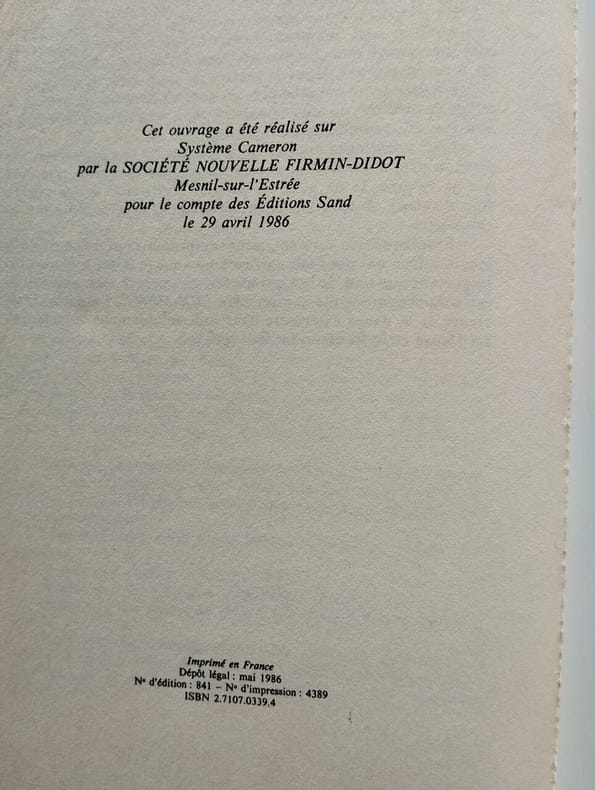 Cet ouvrage a été réalisé sur
Système Cameron
par la SOCIÉTÉ NOUVELLE FIRMIN-DIDOT
Mesnil-sur-l'Estrée
pour le compte des Éditions Sand
le 29 avril 1986
Imprimé en France
Dépôt légal : mai 1986
N° d'édition : 841 – N° d'impression : 4389
ISBN 2.7107.0339.4